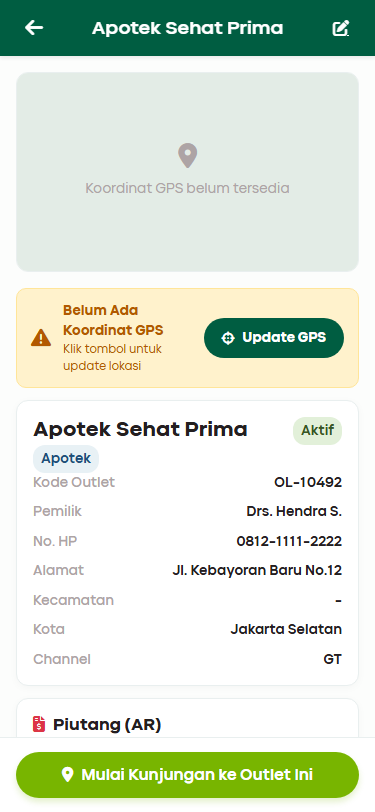 Apotek Sehat Prima
Koordinat GPS belum tersedia
Belum Ada
Koordinat GPS
Klik tombol untuk
update lokasi
Update GPS
Apotek Sehat Prima
Aktif
Apotek
Kode Outlet OL-10492
Pemilik Drs. Hendra S.
No. HP 0812-1111-2222
Alamat Jl. Kebayoran Baru No.12
Kecamatan -
Kota Jakarta Selatan
Channel GT
Piutang (AR)
Mulai Kunjungan ke Outlet Ini